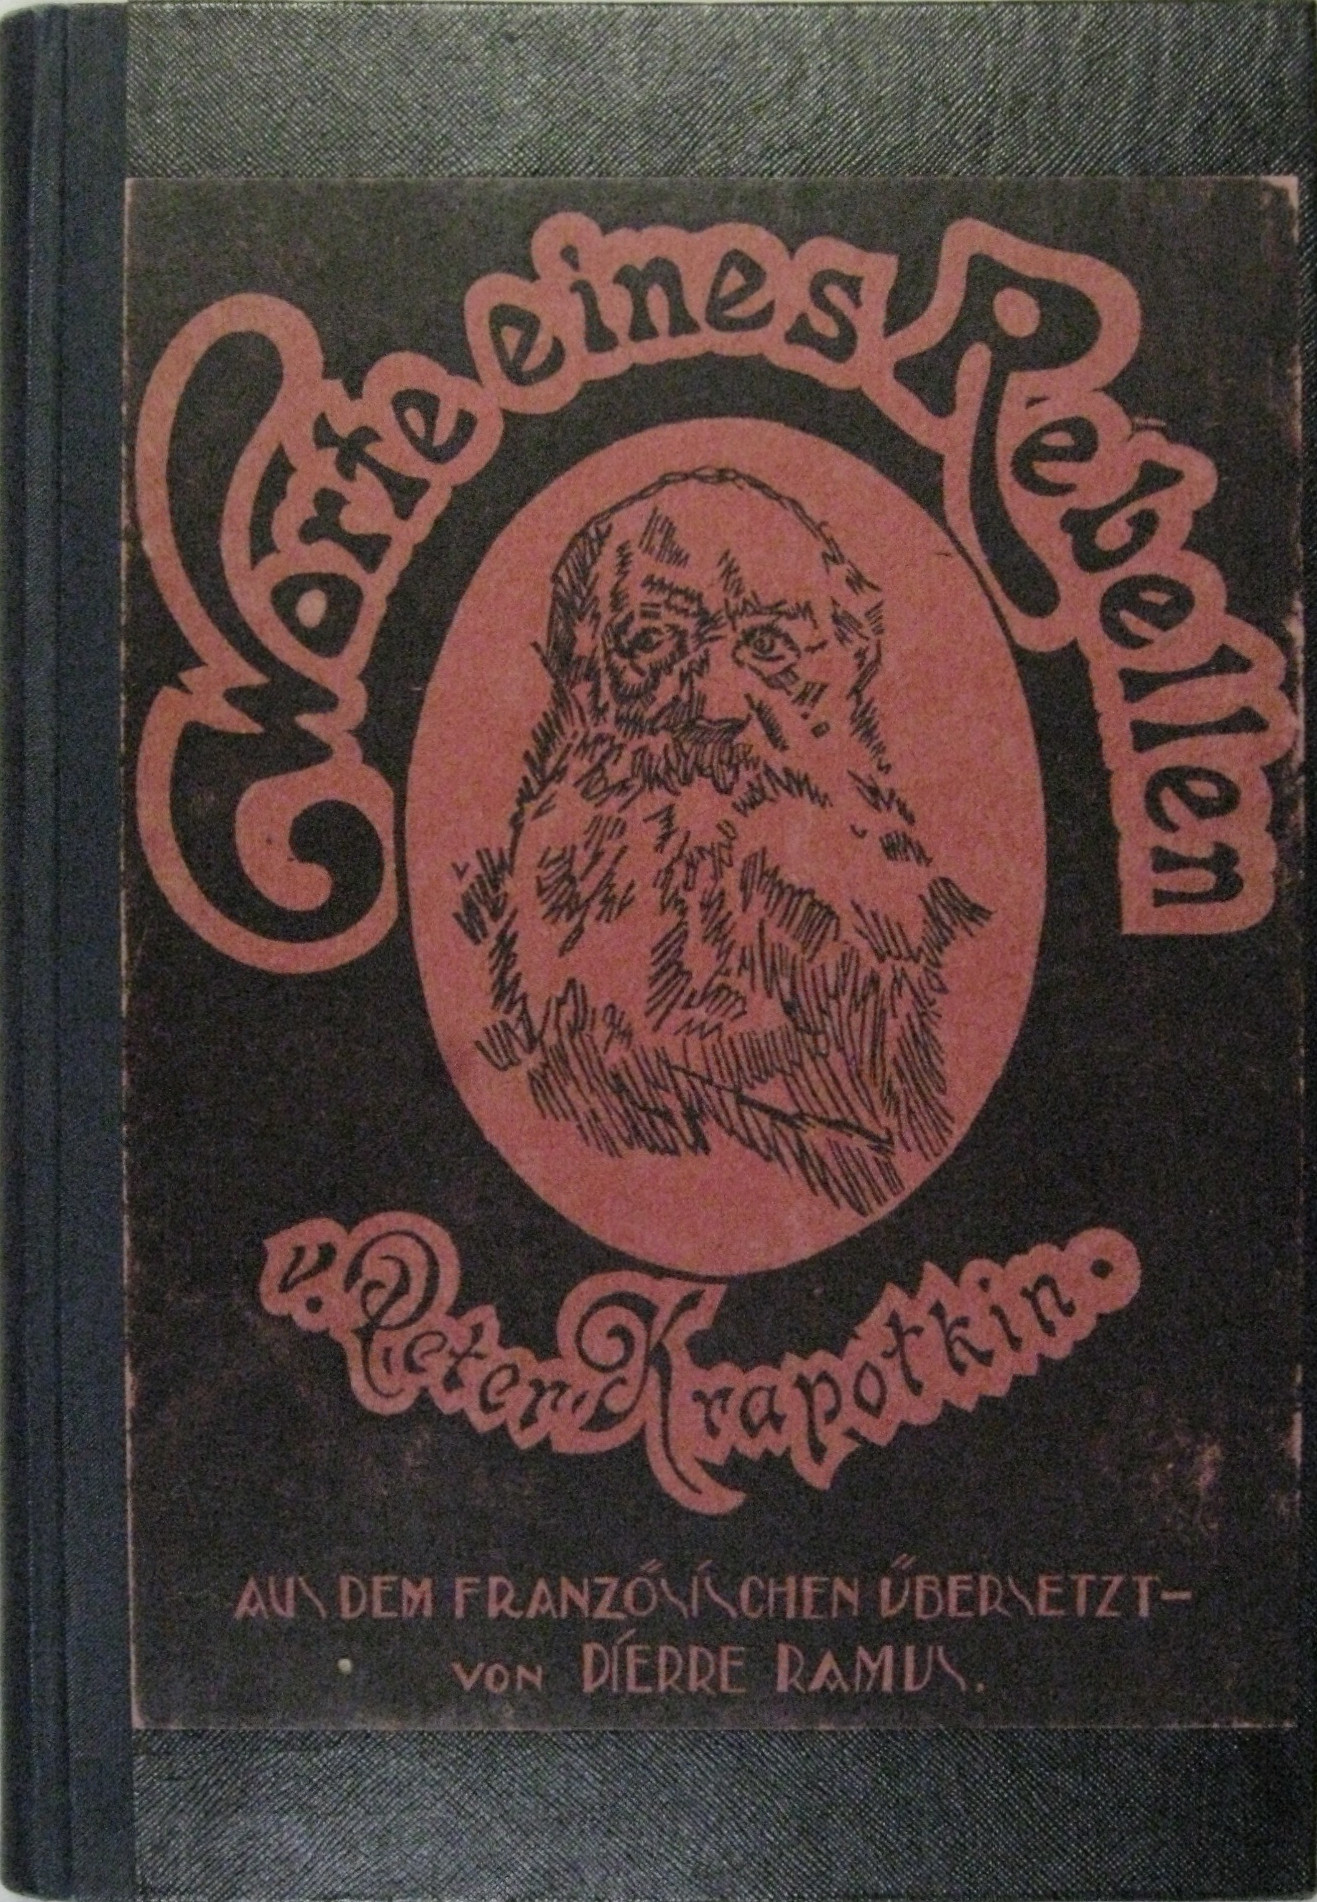 Worte eines Rebellen
v. Peter Krapotkin.
AUS DEM FRANZÖSISCHEN ÜBERSETZT-
VON PIERRE RAMUS.